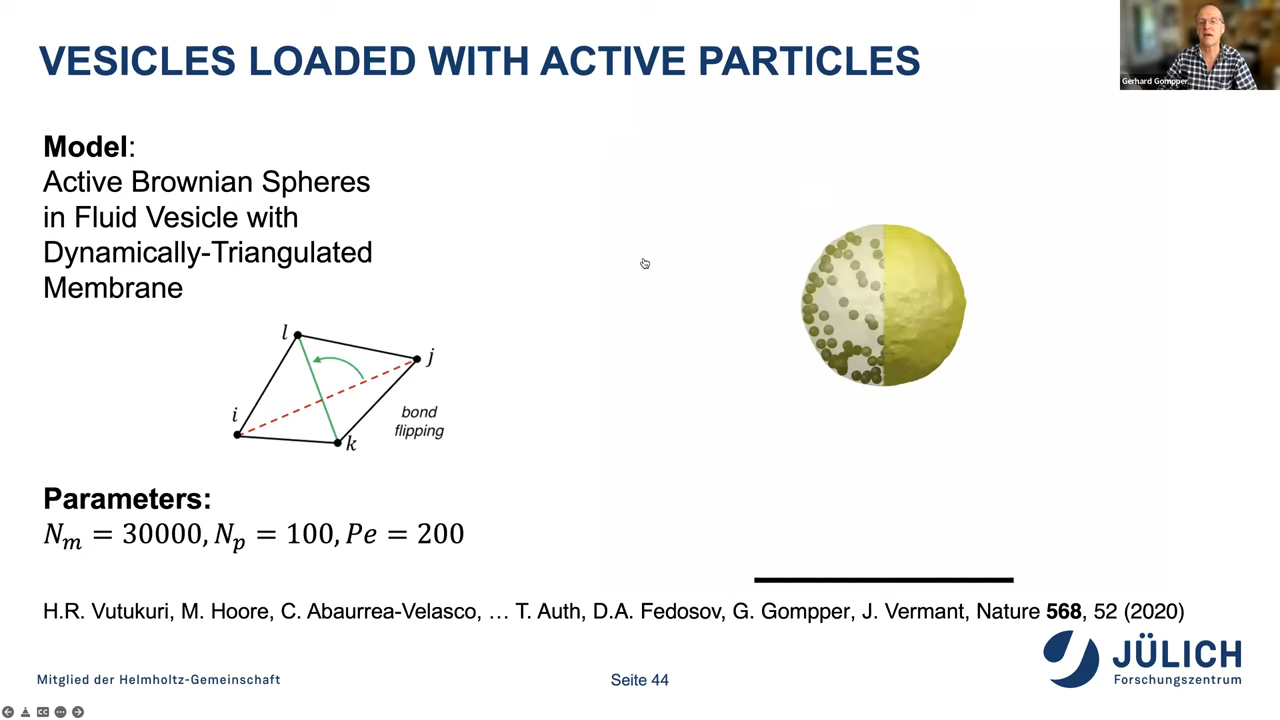 VESICLES LOADED WITH ACTIVE PARTICLES
Gerhard Gompper
Model:
Active Brownian Spheres
in Fluid Vesicle with
Dynamically-Triangulated
Membrane
l
j
i
k
bond
flipping
Parameters:
N_m = 30000, N_p = 100, Pe = 200
H.R. Vutukuri, M. Hoore, C. Abaurrea-Velasco, … T. Auth, D.A. Fedosov, G. Gompper, J. Vermant, Nature 568, 52 (2020)
JÜLICH
Forschungszentrum
Mitglied der Helmholtz-Gemeinschaft
Seite 44